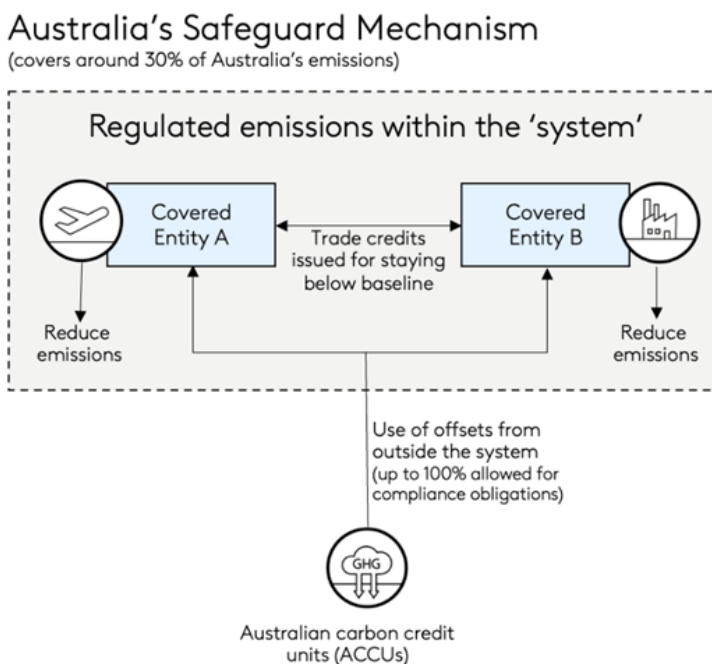 Australia's Safeguard Mechanism
(covers around 30% of Australia's emissions)
Regulated emissions within the 'system'
Covered
Entity A
Trade credits
issued for staying
below baseline
Covered
Entity B
Reduce
emissions
Reduce
emissions
Use of offsets from
outside the system
(up to 100% allowed for
compliance obligations)
GHG
Australian carbon credit
units (ACCUs)